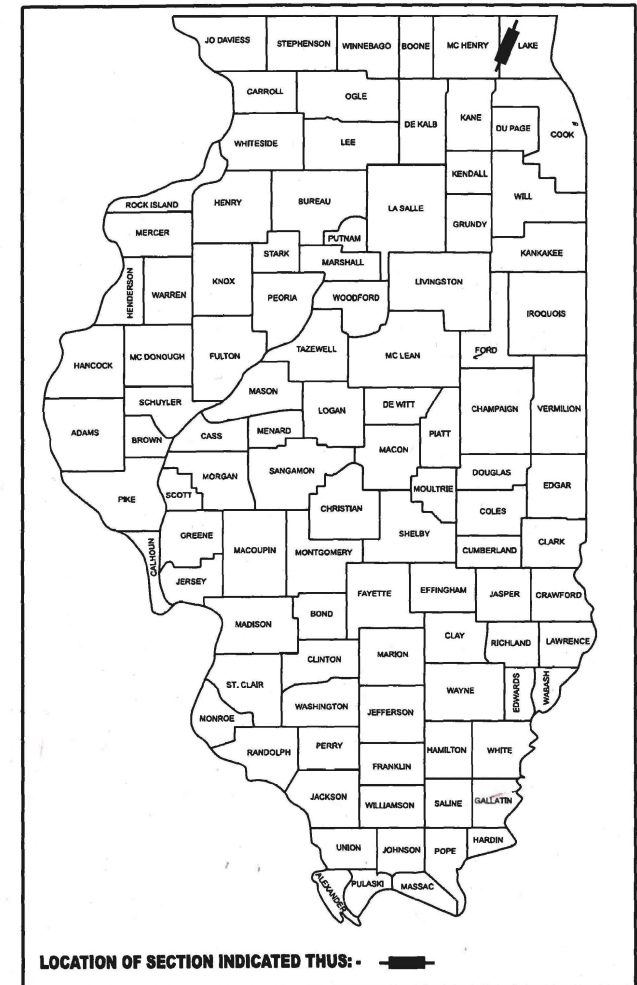 JO DAVIESS
STEPHENSON
WINNEBAGO
BOONE
MC HENRY
LAKE
CARROLL
OGLE
DE KALB
KANE
DU PAGE
COOK
WHITESIDE
LEE
KENDALL
WILL
ROCK ISLAND
HENRY
BUREAU
LA SALLE
GRUNDY
MERCER
PUTNAM
STARK
MARSHALL
KANKAKEE
HENDERSON
WARREN
KNOX
PEORIA
WOODFORD
LIVINGSTON
IROQUOIS
HANCOCK
MC DONOUGH
FULTON
TAZEWELL
MC LEAN
FORD
MASON
SCHUYLER
LOGAN
DE WITT
CHAMPAIGN
VERMILION
ADAMS
BROWN
CASS
MENARD
MACON
PIATT
PIKE
SCOTT
MORGAN
SANGAMON
CHRISTIAN
MOULTRIE
DOUGLAS
EDGAR
COLES
CALHOUN
GREENE
MACOUPIN
MONTGOMERY
SHELBY
CUMBERLAND
CLARK
JERSEY
FAYETTE
EFFINGHAM
JASPER
CRAWFORD
MADISON
BOND
CLAY
RICHLAND
LAWRENCE
CLINTON
MARION
ST. CLAIR
WAYNE
EDWARDS
WABASH
MONROE
WASHINGTON
JEFFERSON
RANDOLPH
PERRY
HAMILTON
WHITE
FRANKLIN
JACKSON
WILLIAMSON
SALINE
GALLATIN
UNION
JOHNSON
POPE
HARDIN
ALEXANDER
PULASKI
MASSAC
LOCATION OF SECTION INDICATED THUS: -